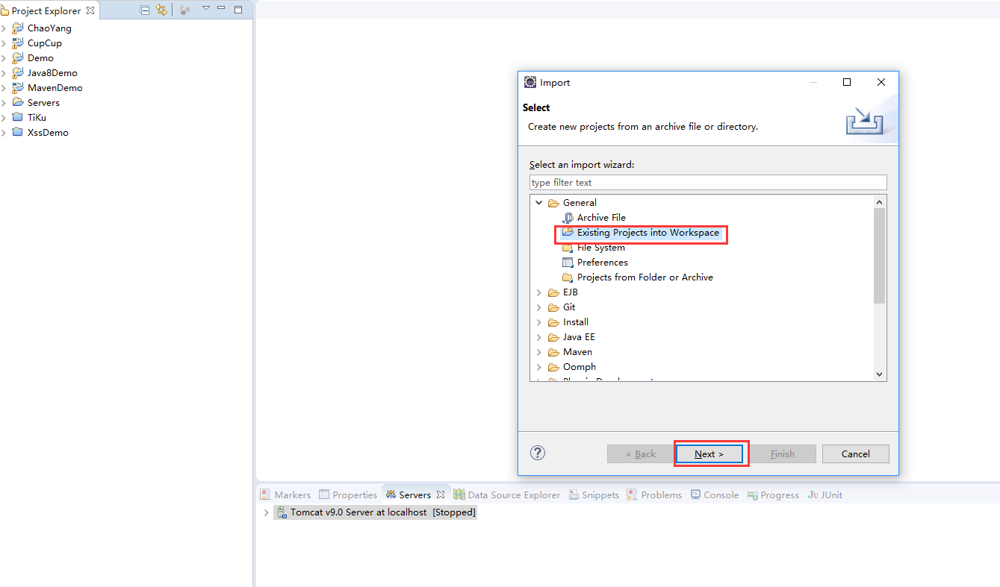 Project Explorer
ChaoYang
CupCup
Demo
Java8Demo
MavenDemo
Servers
TiKu
XssDemo
Import
Select
Create new projects from an archive file or directory.
Select an import wizard:
type filter text
General
Archive File
Existing Projects into Workspace
File System
Preferences
Projects from Folder or Archive
EJB
Git
Install
Java EE
Maven
Oomph
< Back Next > Finish Cancel
Markers Properties Servers Data Source Explorer Snippets Problems Console Progress Ju JUnit
Tomcat v9.0 Server at localhost [Stopped]